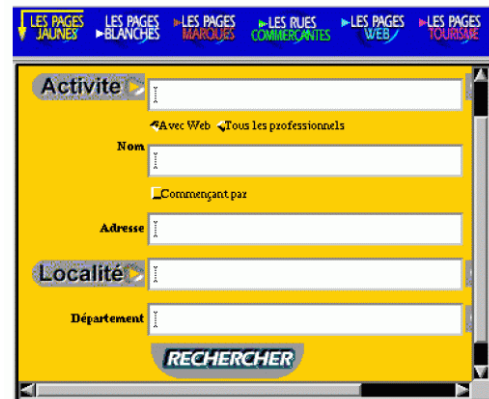 LES PAGES JAUNES LES PAGES BLANCHES LES PAGES MARQUES LES RUES COMMERÇANTES LES PAGES WEB LES PAGES TOURISME
Activite
Avec Web Tous les professionnels
Nom
Commençant par
Adresse
Localité
Département
RECHERCHER